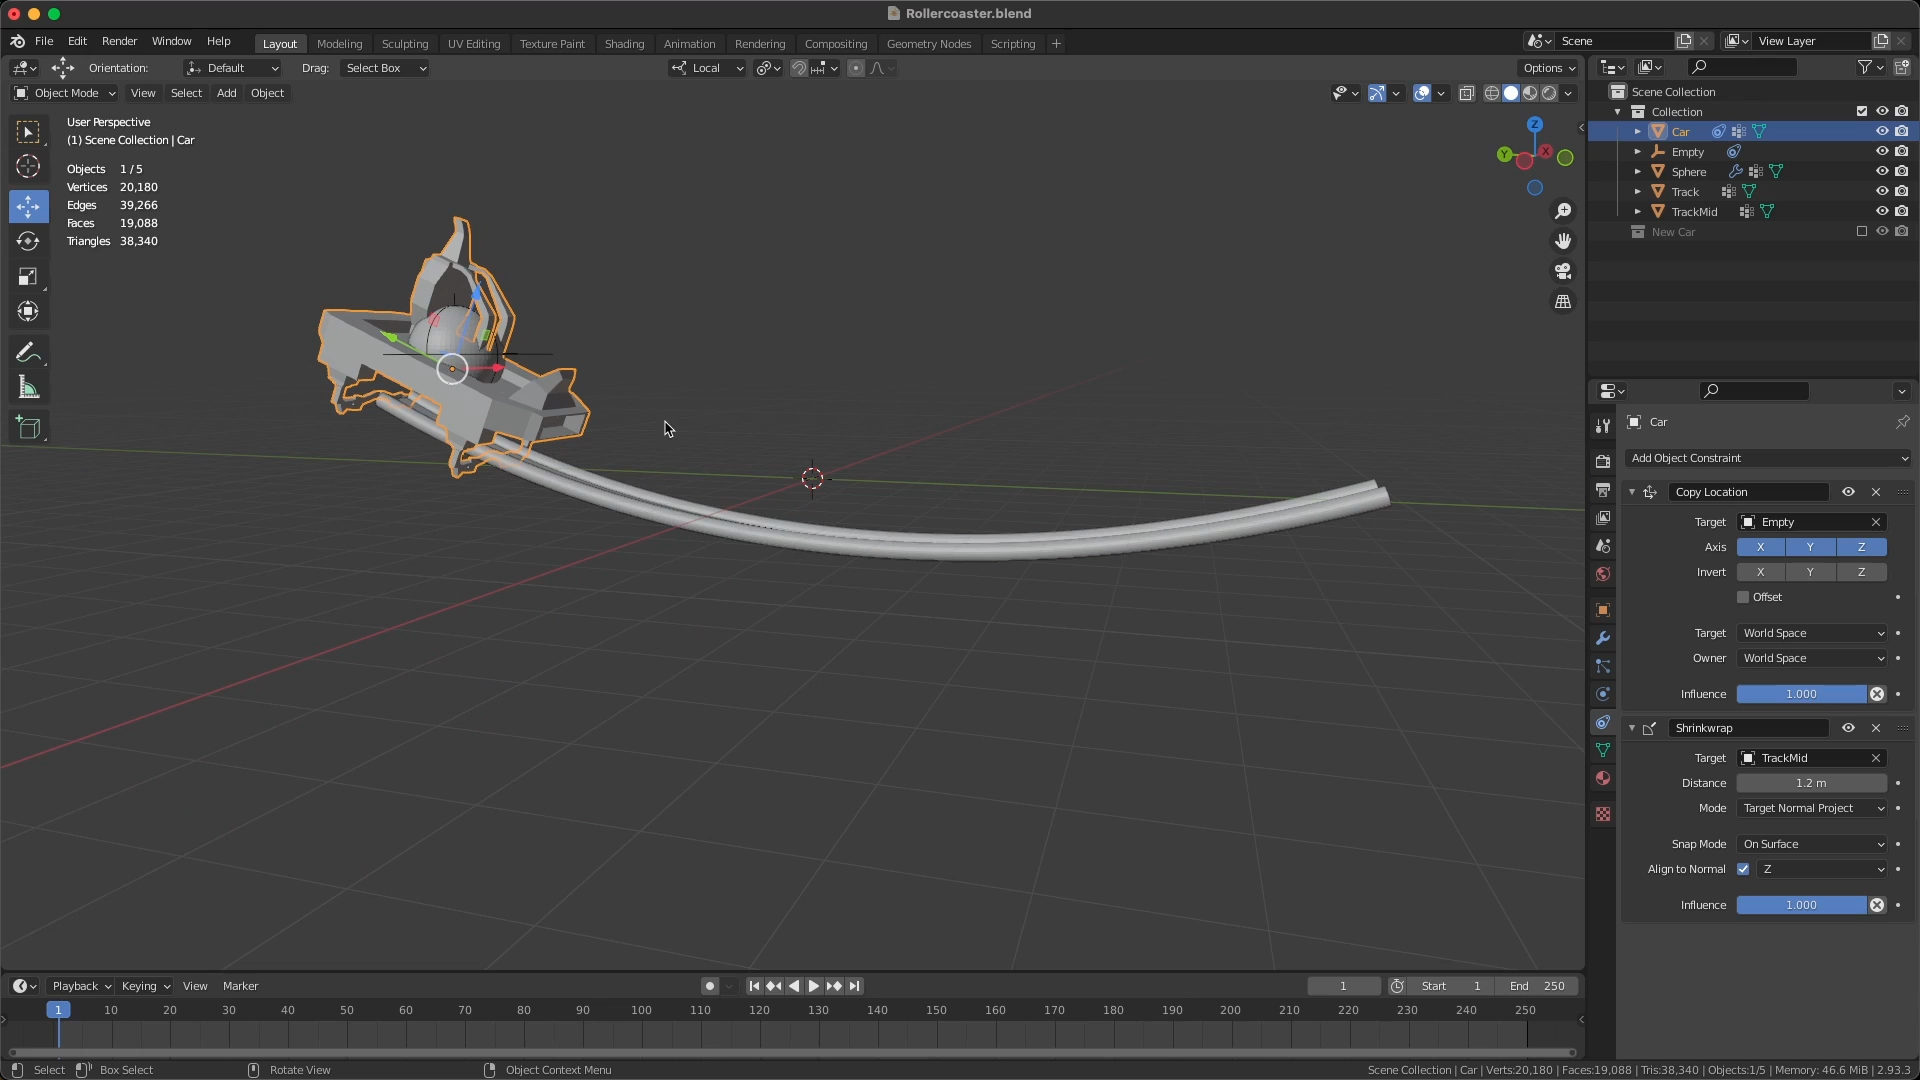 Rollercoaster.blend
File Edit Render Window Help Layout Modeling Sculpting UV Editing Texture Paint Shading Animation Rendering Compositing Geometry Nodes Scripting + Scene View Layer
Orientation: Default Drag: Select Box Local Options
Object Mode View Select Add Object
User Perspective
(1) Scene Collection | Car
Objects 1 / 5
Vertices 20,180
Edges 39,266
Faces 19,088
Triangles 38,340
Z
Y
X
Scene Collection
Collection
Car
Empty
Sphere
Track
TrackMid
New Car
Car
Add Object Constraint
Copy Location
Target Empty
Axis X Y Z
Invert X Y Z
Offset
Target World Space
Owner World Space
Influence 1.000
Shrinkwrap
Target TrackMid
Distance 1.2 m
Mode Target Normal Project
Snap Mode On Surface
Align to Normal Z
Influence 1.000
Playback Keying View Marker 1 Start 1 End 250
1 10 20 30 40 50 60 70 80 90 100 110 120 130 140 150 160 170 180 190 200 210 220 230 240 250
Select Box Select Rotate View Object Context Menu Scene Collection | Car | Verts:20,180 | Faces:19,088 | Tris:38,340 | Objects:1/5 | Memory: 46.6 MiB | 2.93.3